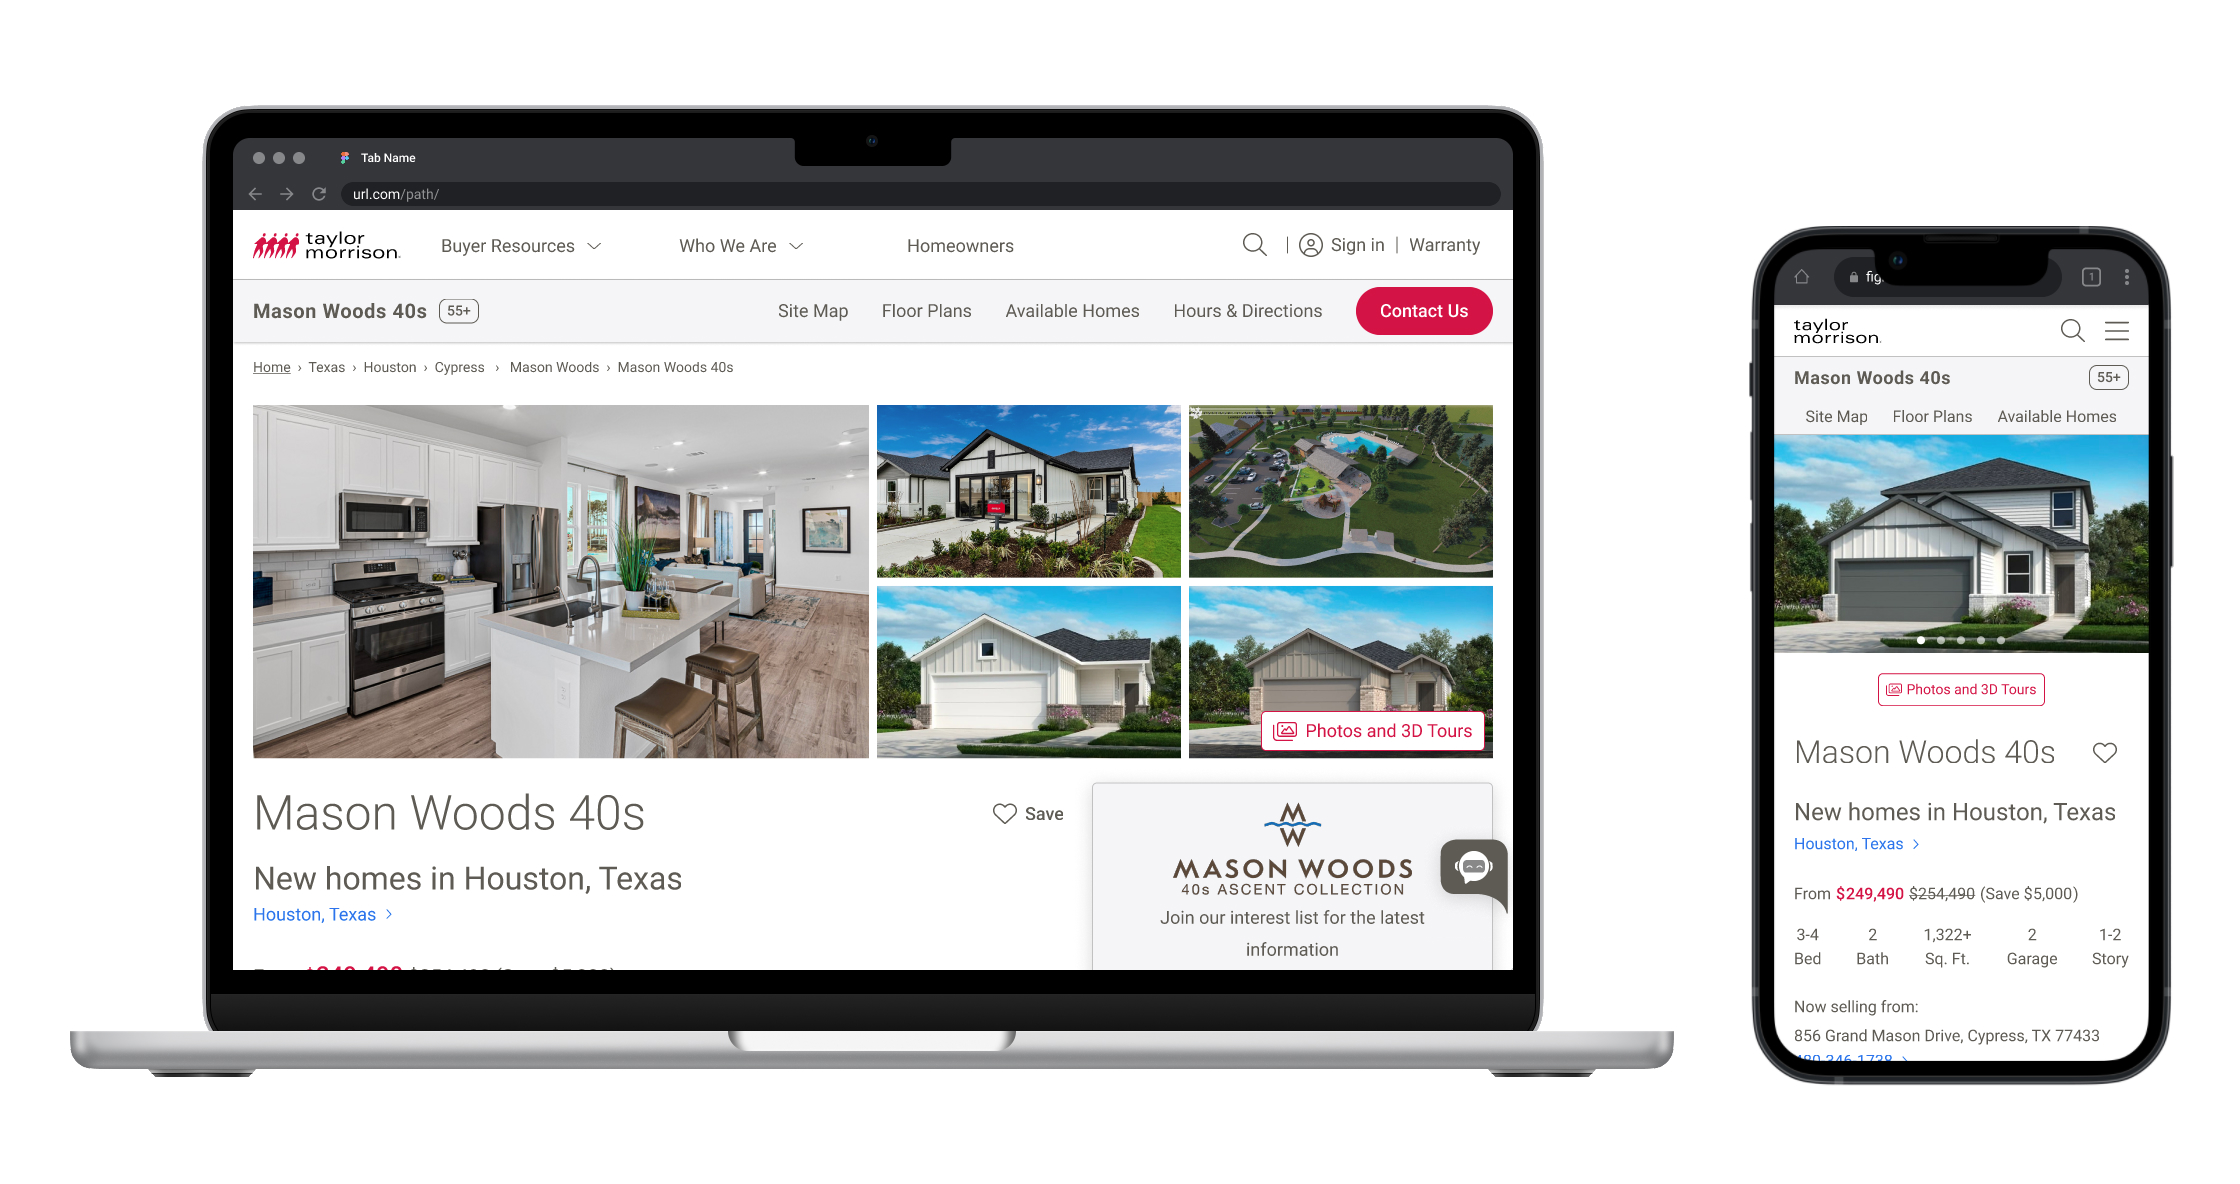 Tab Name
url.com/path/
taylor
morrison.
Buyer Resources
Who We Are
Homeowners
| Sign in | Warranty
Mason Woods 40s 55+
Site Map
Floor Plans
Available Homes
Hours & Directions
Contact Us
Home › Texas › Houston › Cypress › Mason Woods › Mason Woods 40s
Photos and 3D Tours
Mason Woods 40s
Save
New homes in Houston, Texas
Houston, Texas >
MW
MASON WOODS
40s ASCENT COLLECTION
Join our interest list for the latest
information
fig
1
taylor
morrison.
Mason Woods 40s 55+
Site Map
Floor Plans
Available Homes
Photos and 3D Tours
Mason Woods 40s
New homes in Houston, Texas
Houston, Texas >
From $249,490 $254,490 (Save $5,000)
3-4 2 1,322+ 2 1-2
Bed Bath Sq. Ft. Garage Story
Now selling from:
856 Grand Mason Drive, Cypress, TX 77433
480-346-1738 >